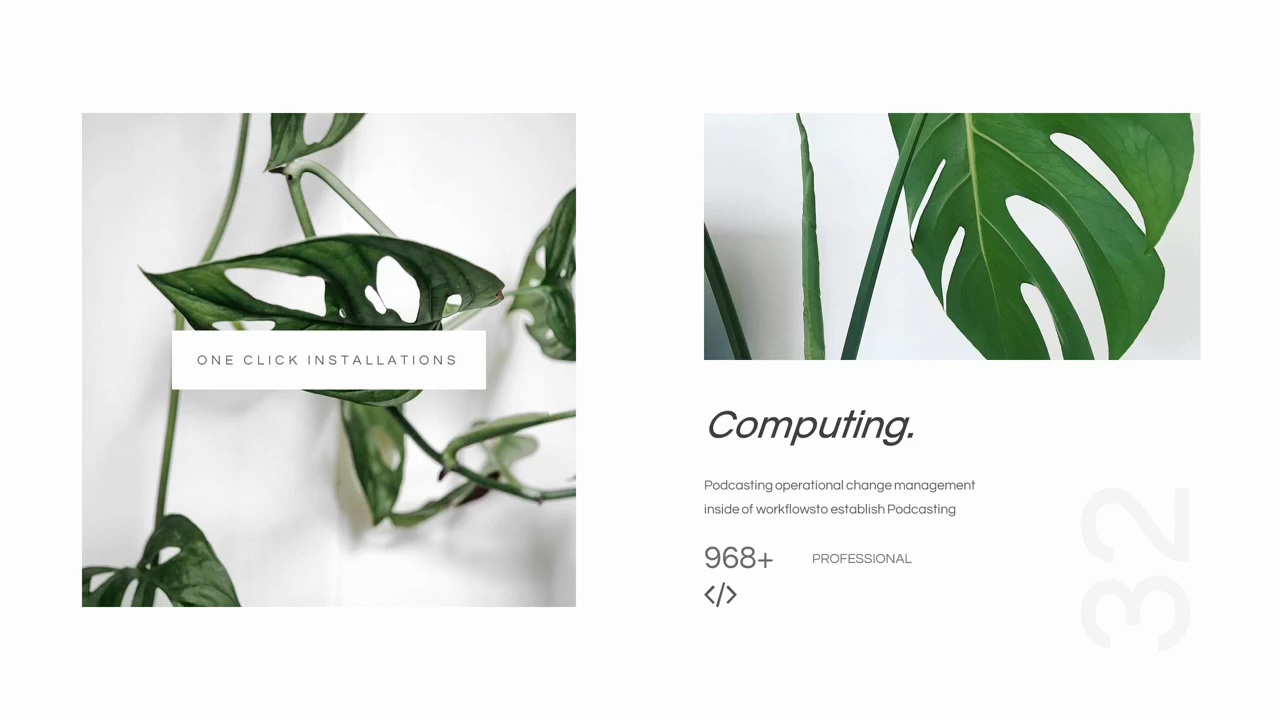 ONE CLICK INSTALLATIONS
Computing.
Podcasting operational change management
inside of workflowsto establish Podcasting
968+
PROFESSIONAL
</>
32